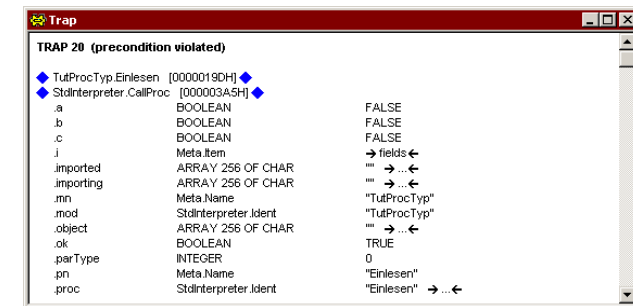 Trap
TRAP 20 (precondition violated)
TutProcTyp.Einlesen [0000019DH]
StdInterpreter.CallProc [000003A5H]
.a BOOLEAN FALSE
.b BOOLEAN FALSE
.c BOOLEAN FALSE
.i Meta.Item →fields←
.imported ARRAY 256 OF CHAR "" →...←
.importing ARRAY 256 OF CHAR "" →...←
.mn Meta.Name "TutProcTyp"
.mod StdInterpreter.Ident "TutProcTyp"
.object ARRAY 256 OF CHAR "" →...←
.ok BOOLEAN TRUE
.parType INTEGER 0
.pn Meta.Name "Einlesen"
.proc StdInterpreter.Ident "Einlesen" →...←